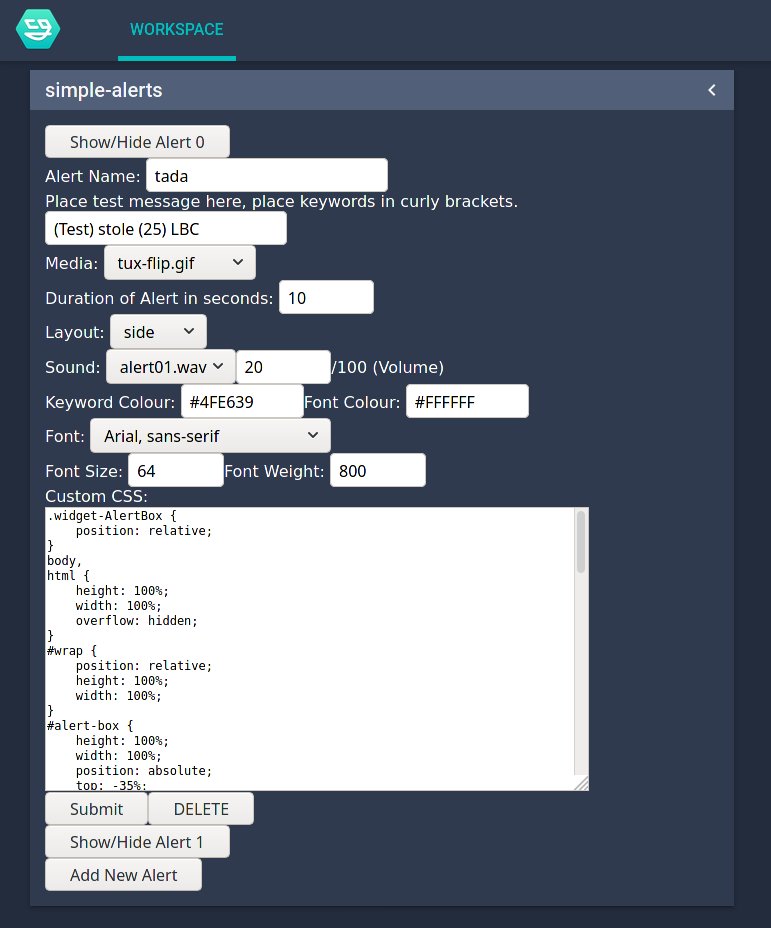 WORKSPACE
simple-alerts
Show/Hide Alert 0
Alert Name: tada
Place test message here, place keywords in curly brackets.
(Test) stole (25) LBC
Media: tux-flip.gif
Duration of Alert in seconds: 10
Layout: side
Sound: alert01.wav 20 /100 (Volume)
Keyword Colour: #4FE639 Font Colour: #FFFFFF
Font: Arial, sans-serif
Font Size: 64 Font Weight: 800
Custom CSS:
.widget-AlertBox {
    position: relative;
}
body,
html {
    height: 100%;
    width: 100%;
    overflow: hidden;
}
#wrap {
    position: relative;
    height: 100%;
    width: 100%;
}
#alert-box {
    height: 100%;
    width: 100%;
    position: absolute;
    top: -35%;
Submit DELETE
Show/Hide Alert 1
Add New Alert